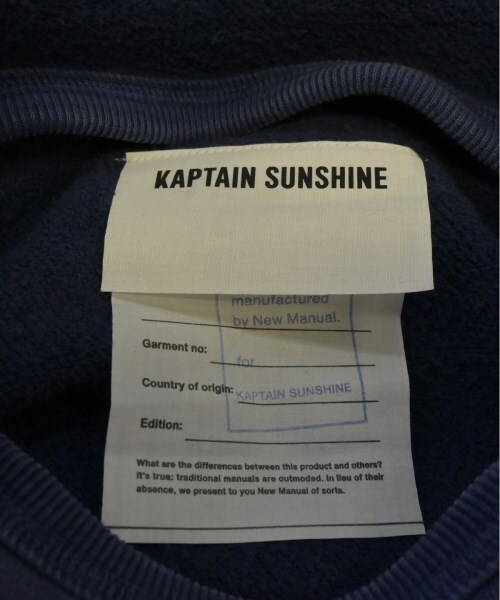 KAPTAIN SUNSHINE
manufactured
by New Manual.
Garment no:
for
Country of origin:
KAPTAIN SUNSHINE
Edition:
What are the differences between this product and others?
It's true; traditional manuals are outmoded. In lieu of their
absence, we present to you New Manual of sorts.